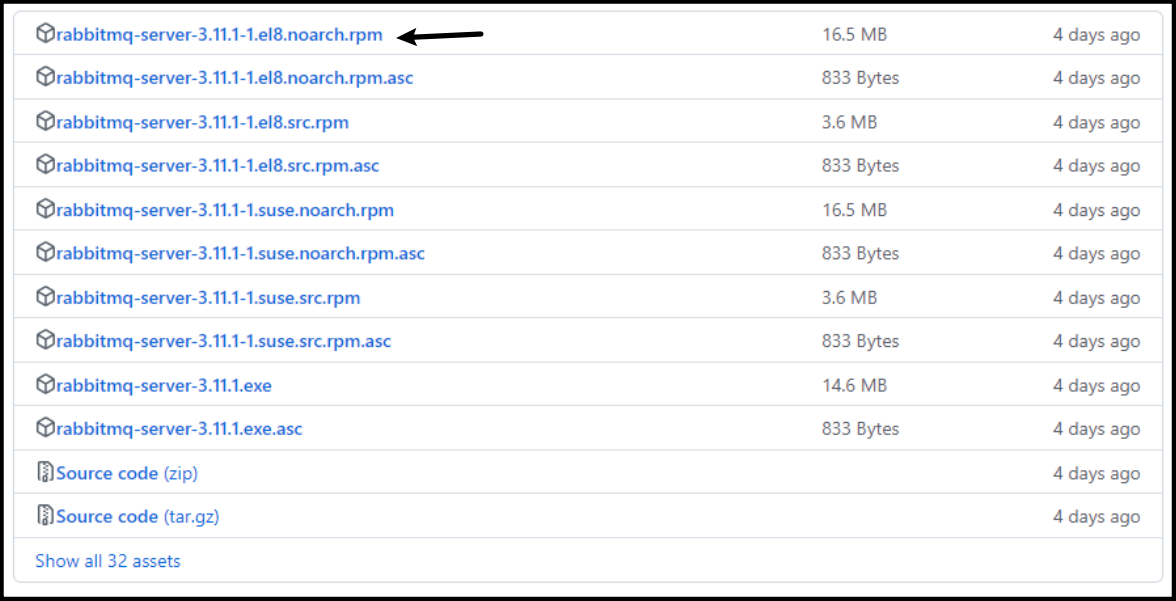 rabbitmq-server-3.11.1-1.el8.noarch.rpm 16.5 MB 4 days ago
rabbitmq-server-3.11.1-1.el8.noarch.rpm.asc 833 Bytes 4 days ago
rabbitmq-server-3.11.1-1.el8.src.rpm 3.6 MB 4 days ago
rabbitmq-server-3.11.1-1.el8.src.rpm.asc 833 Bytes 4 days ago
rabbitmq-server-3.11.1-1.suse.noarch.rpm 16.5 MB 4 days ago
rabbitmq-server-3.11.1-1.suse.noarch.rpm.asc 833 Bytes 4 days ago
rabbitmq-server-3.11.1-1.suse.src.rpm 3.6 MB 4 days ago
rabbitmq-server-3.11.1-1.suse.src.rpm.asc 833 Bytes 4 days ago
rabbitmq-server-3.11.1.exe 14.6 MB 4 days ago
rabbitmq-server-3.11.1.exe.asc 833 Bytes 4 days ago
Source code (zip) 4 days ago
Source code (tar.gz) 4 days ago
Show all 32 assets